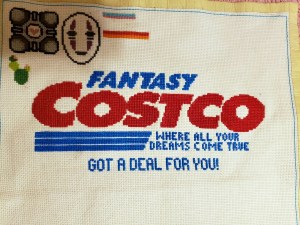 FANTASY
COSTCO
WHERE ALL YOUR
DREAMS COME TRUE
GOT A DEAL FOR YOU!